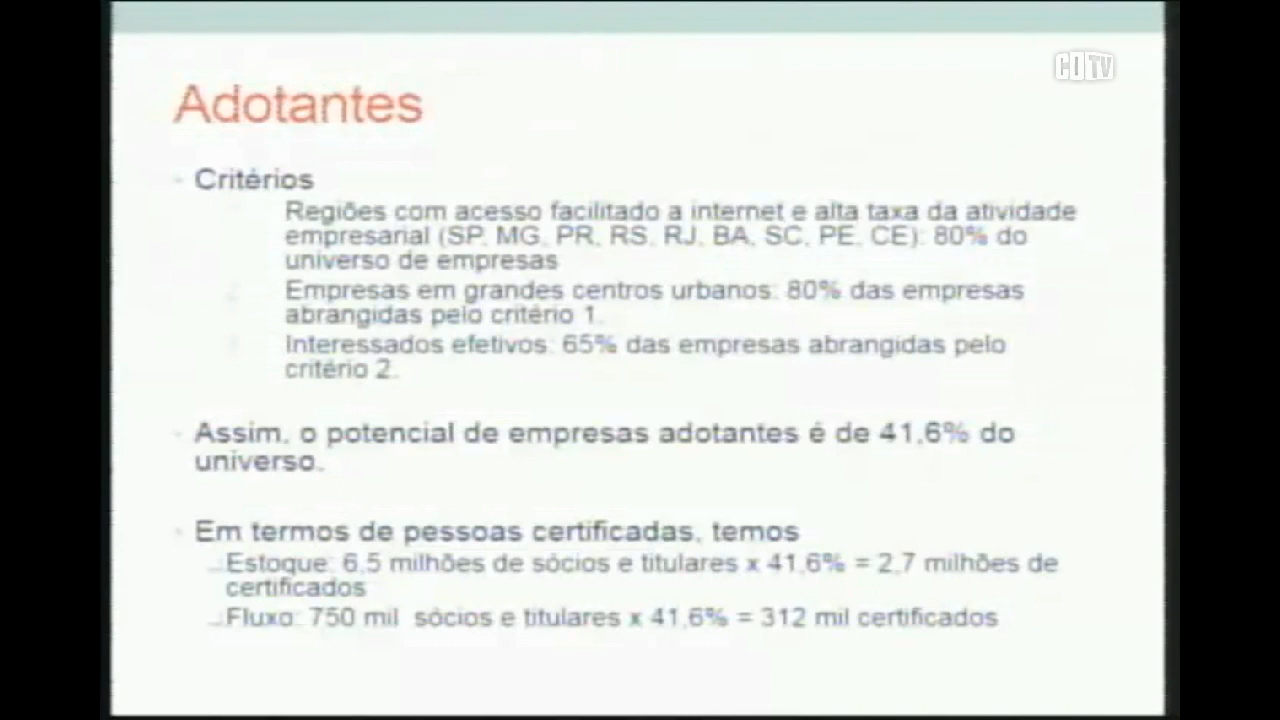 CDTV
Adotantes
- Critérios
Regiões com acesso facilitado a internet e alta taxa da atividade
empresarial (SP, MG, PR, RS, RJ, BA, SC, PE, CE): 80% do
universo de empresas
Empresas em grandes centros urbanos: 80% das empresas
abrangidas pelo critério 1.
Interessados efetivos: 65% das empresas abrangidas pelo
critério 2.
- Assim, o potencial de empresas adotantes é de 41,6% do
universo.
- Em termos de pessoas certificadas, temos
Estoque: 6,5 milhões de sócios e titulares x 41,6% = 2,7 milhões de
certificados
Fluxo: 750 mil sócios e titulares x 41,6% = 312 mil certificados